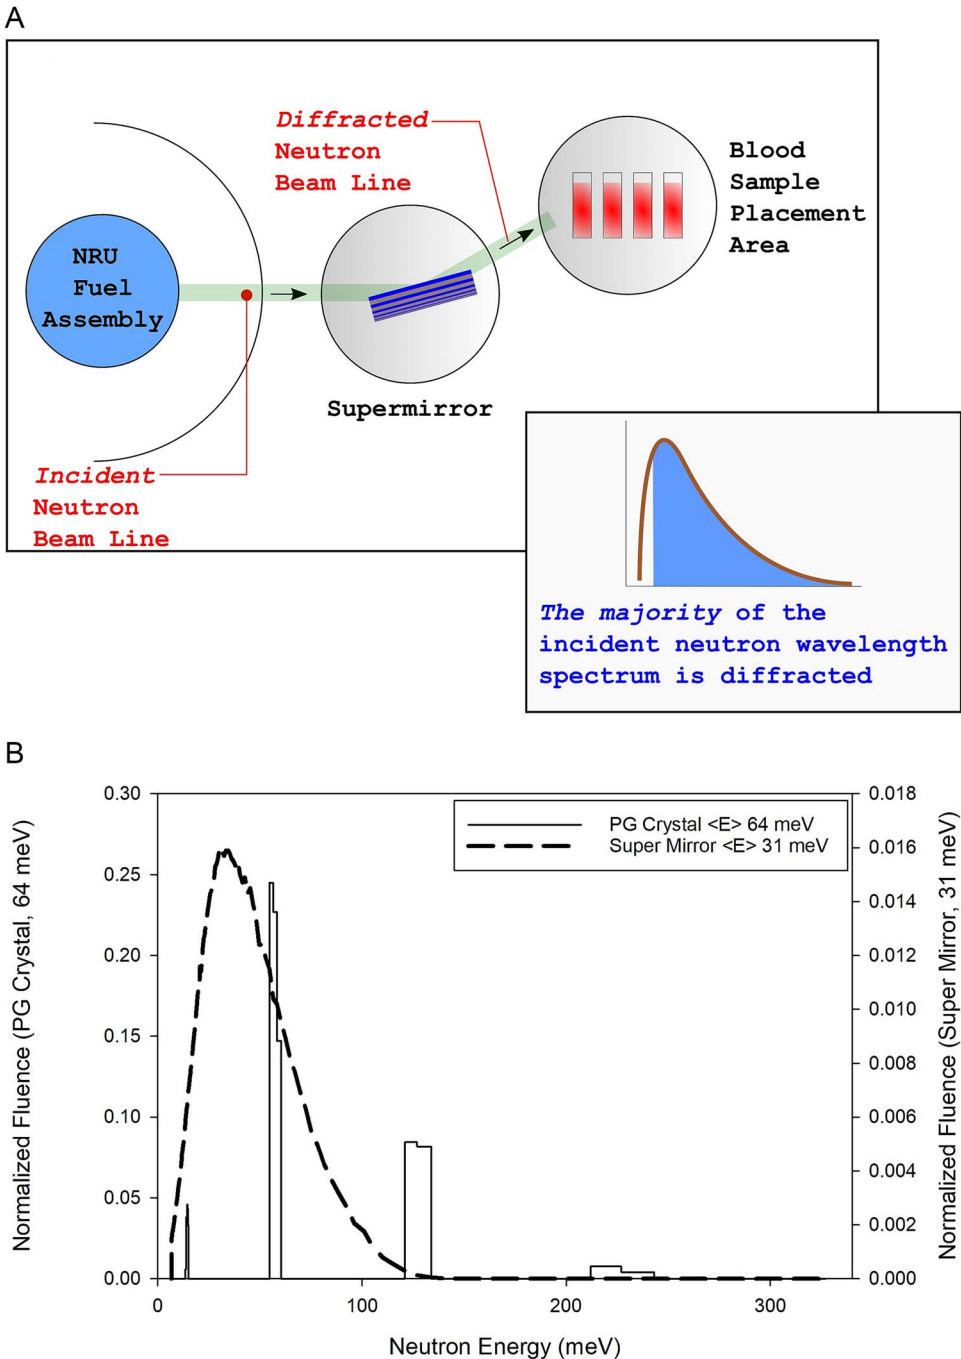 A
Diffracted
Neutron
Beam Line
Blood
Sample
Placement
Area
NRU
Fuel
Assembly
Supermirror
Incident
Neutron
Beam Line
The majority of the
incident neutron wavelength
spectrum is diffracted
B
Normalized Fluence (PG Crystal, 64 meV)
0.30
0.25
0.20
0.15
0.10
0.05
0.00
PG Crystal <E> 64 meV
Super Mirror <E> 31 meV
0.018
0.016
0.014
0.012
0.010
0.008
0.006
0.004
0.002
0.000
Normalized Fluence (Super Mirror, 31 meV)
0
100
200
300
Neutron Energy (meV)